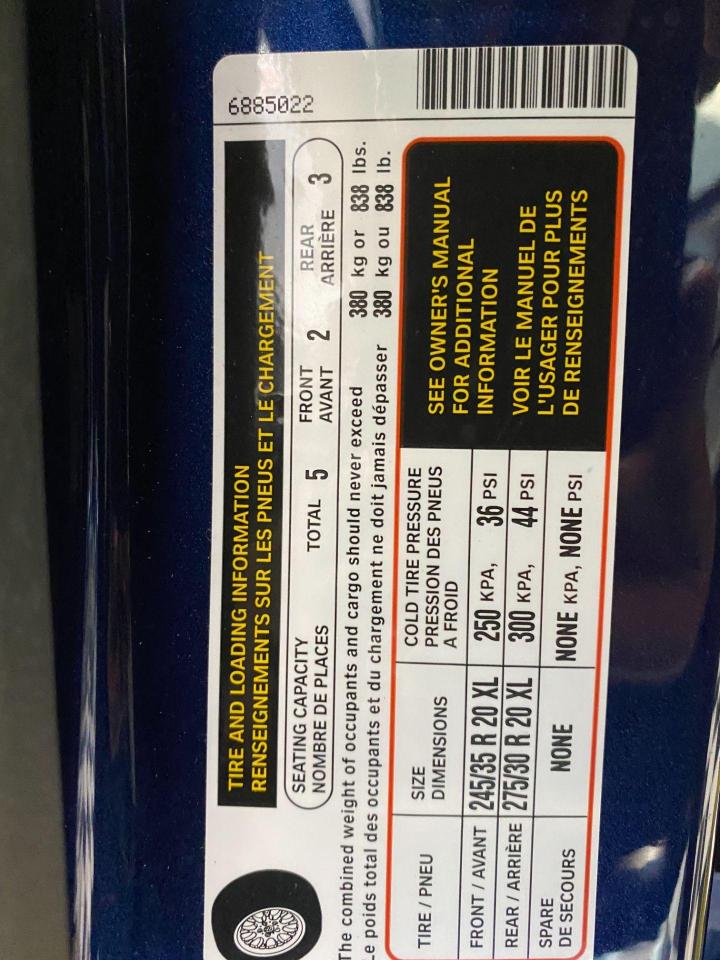 6885022
TIRE AND LOADING INFORMATION
RENSEIGNEMENTS SUR LES PNEUS ET LE CHARGEMENT
SEATING CAPACITY
NOMBRE DE PLACES
TOTAL 5
FRONT
AVANT 2
REAR
ARRIÈRE 3
The combined weight of occupants and cargo should never exceed 380 kg or 838 lbs.
Le poids total des occupants et du chargement ne doit jamais dépasser 380 kg ou 838 lb.
TIRE / PNEU
SIZE
DIMENSIONS
COLD TIRE PRESSURE
PRESSION DES PNEUS
A FROID
FRONT / AVANT 245/35 R 20 XL 250 KPA, 36 PSI
REAR / ARRIÈRE 275/30 R 20 XL 300 KPA, 44 PSI
SPARE
DE SECOURS
NONE NONE KPA, NONE PSI
SEE OWNER'S MANUAL
FOR ADDITIONAL
INFORMATION
VOIR LE MANUEL DE
L'USAGER POUR PLUS
DE RENSEIGNEMENTS